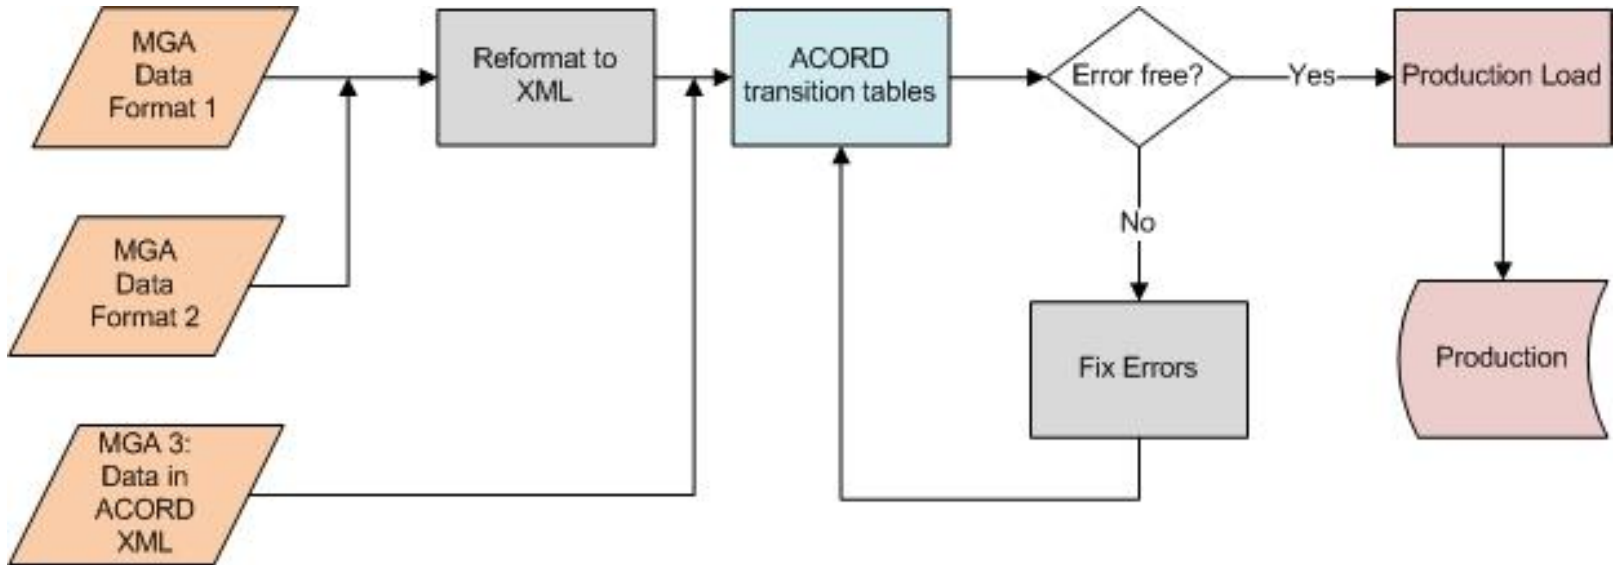 MGA
Data
Format 1
Reformat to
XML
ACORD
transition tables
Error free?
Yes
Production Load
MGA
Data
Format 2
No
Fix Errors
Production
MGA 3:
Data in
ACORD
XML